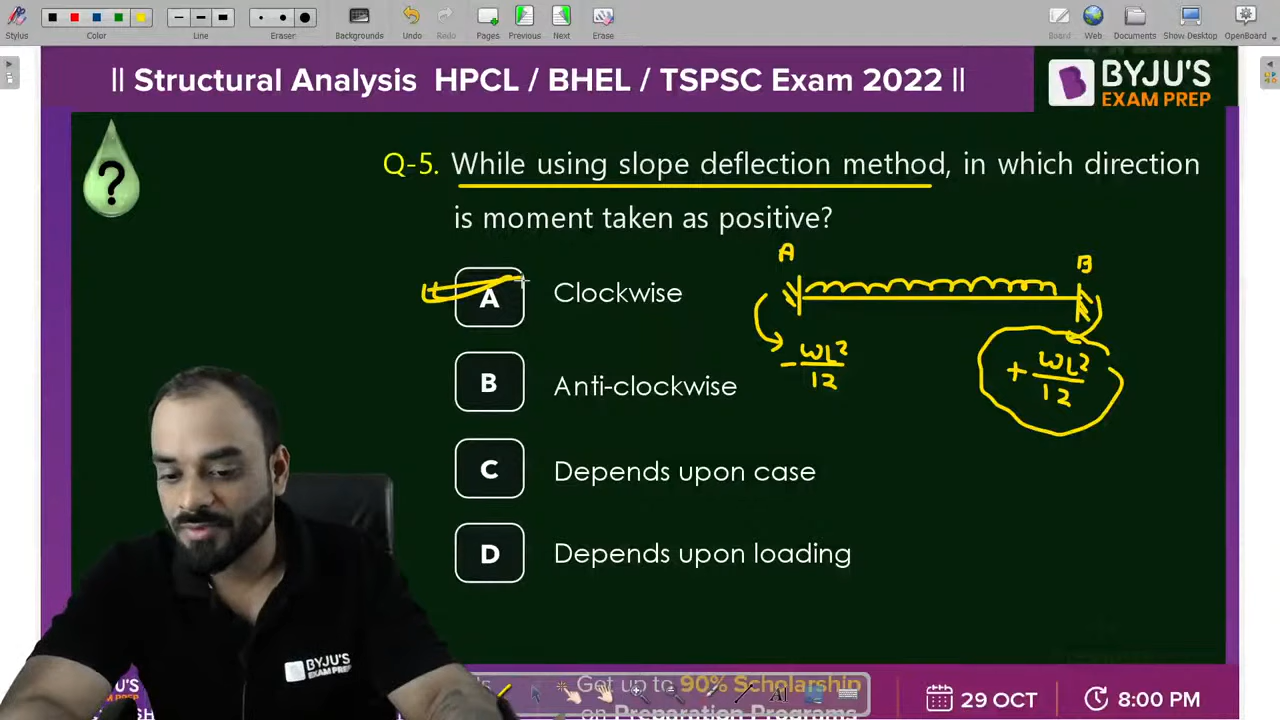 Stylus
Color
Line
Eraser
Backgrounds
Undo
Redo
Pages
Previous
Next
Erase
Board
Web
Documents
Show Desktop
OpenBoard
|| Structural Analysis HPCL / BHEL / TSPSC Exam 2022 ||
BYJU'S
EXAM PREP
?
Q-5. While using slope deflection method, in which direction
is moment taken as positive?
A
B
A Clockwise
- WL²/12
+ WL²/12
B Anti-clockwise
C Depends upon case
D Depends upon loading
BYJU'S
EXAM PREP
Get up to 90% Scholarship
on Preparation Programs
29 OCT
8:00 PM